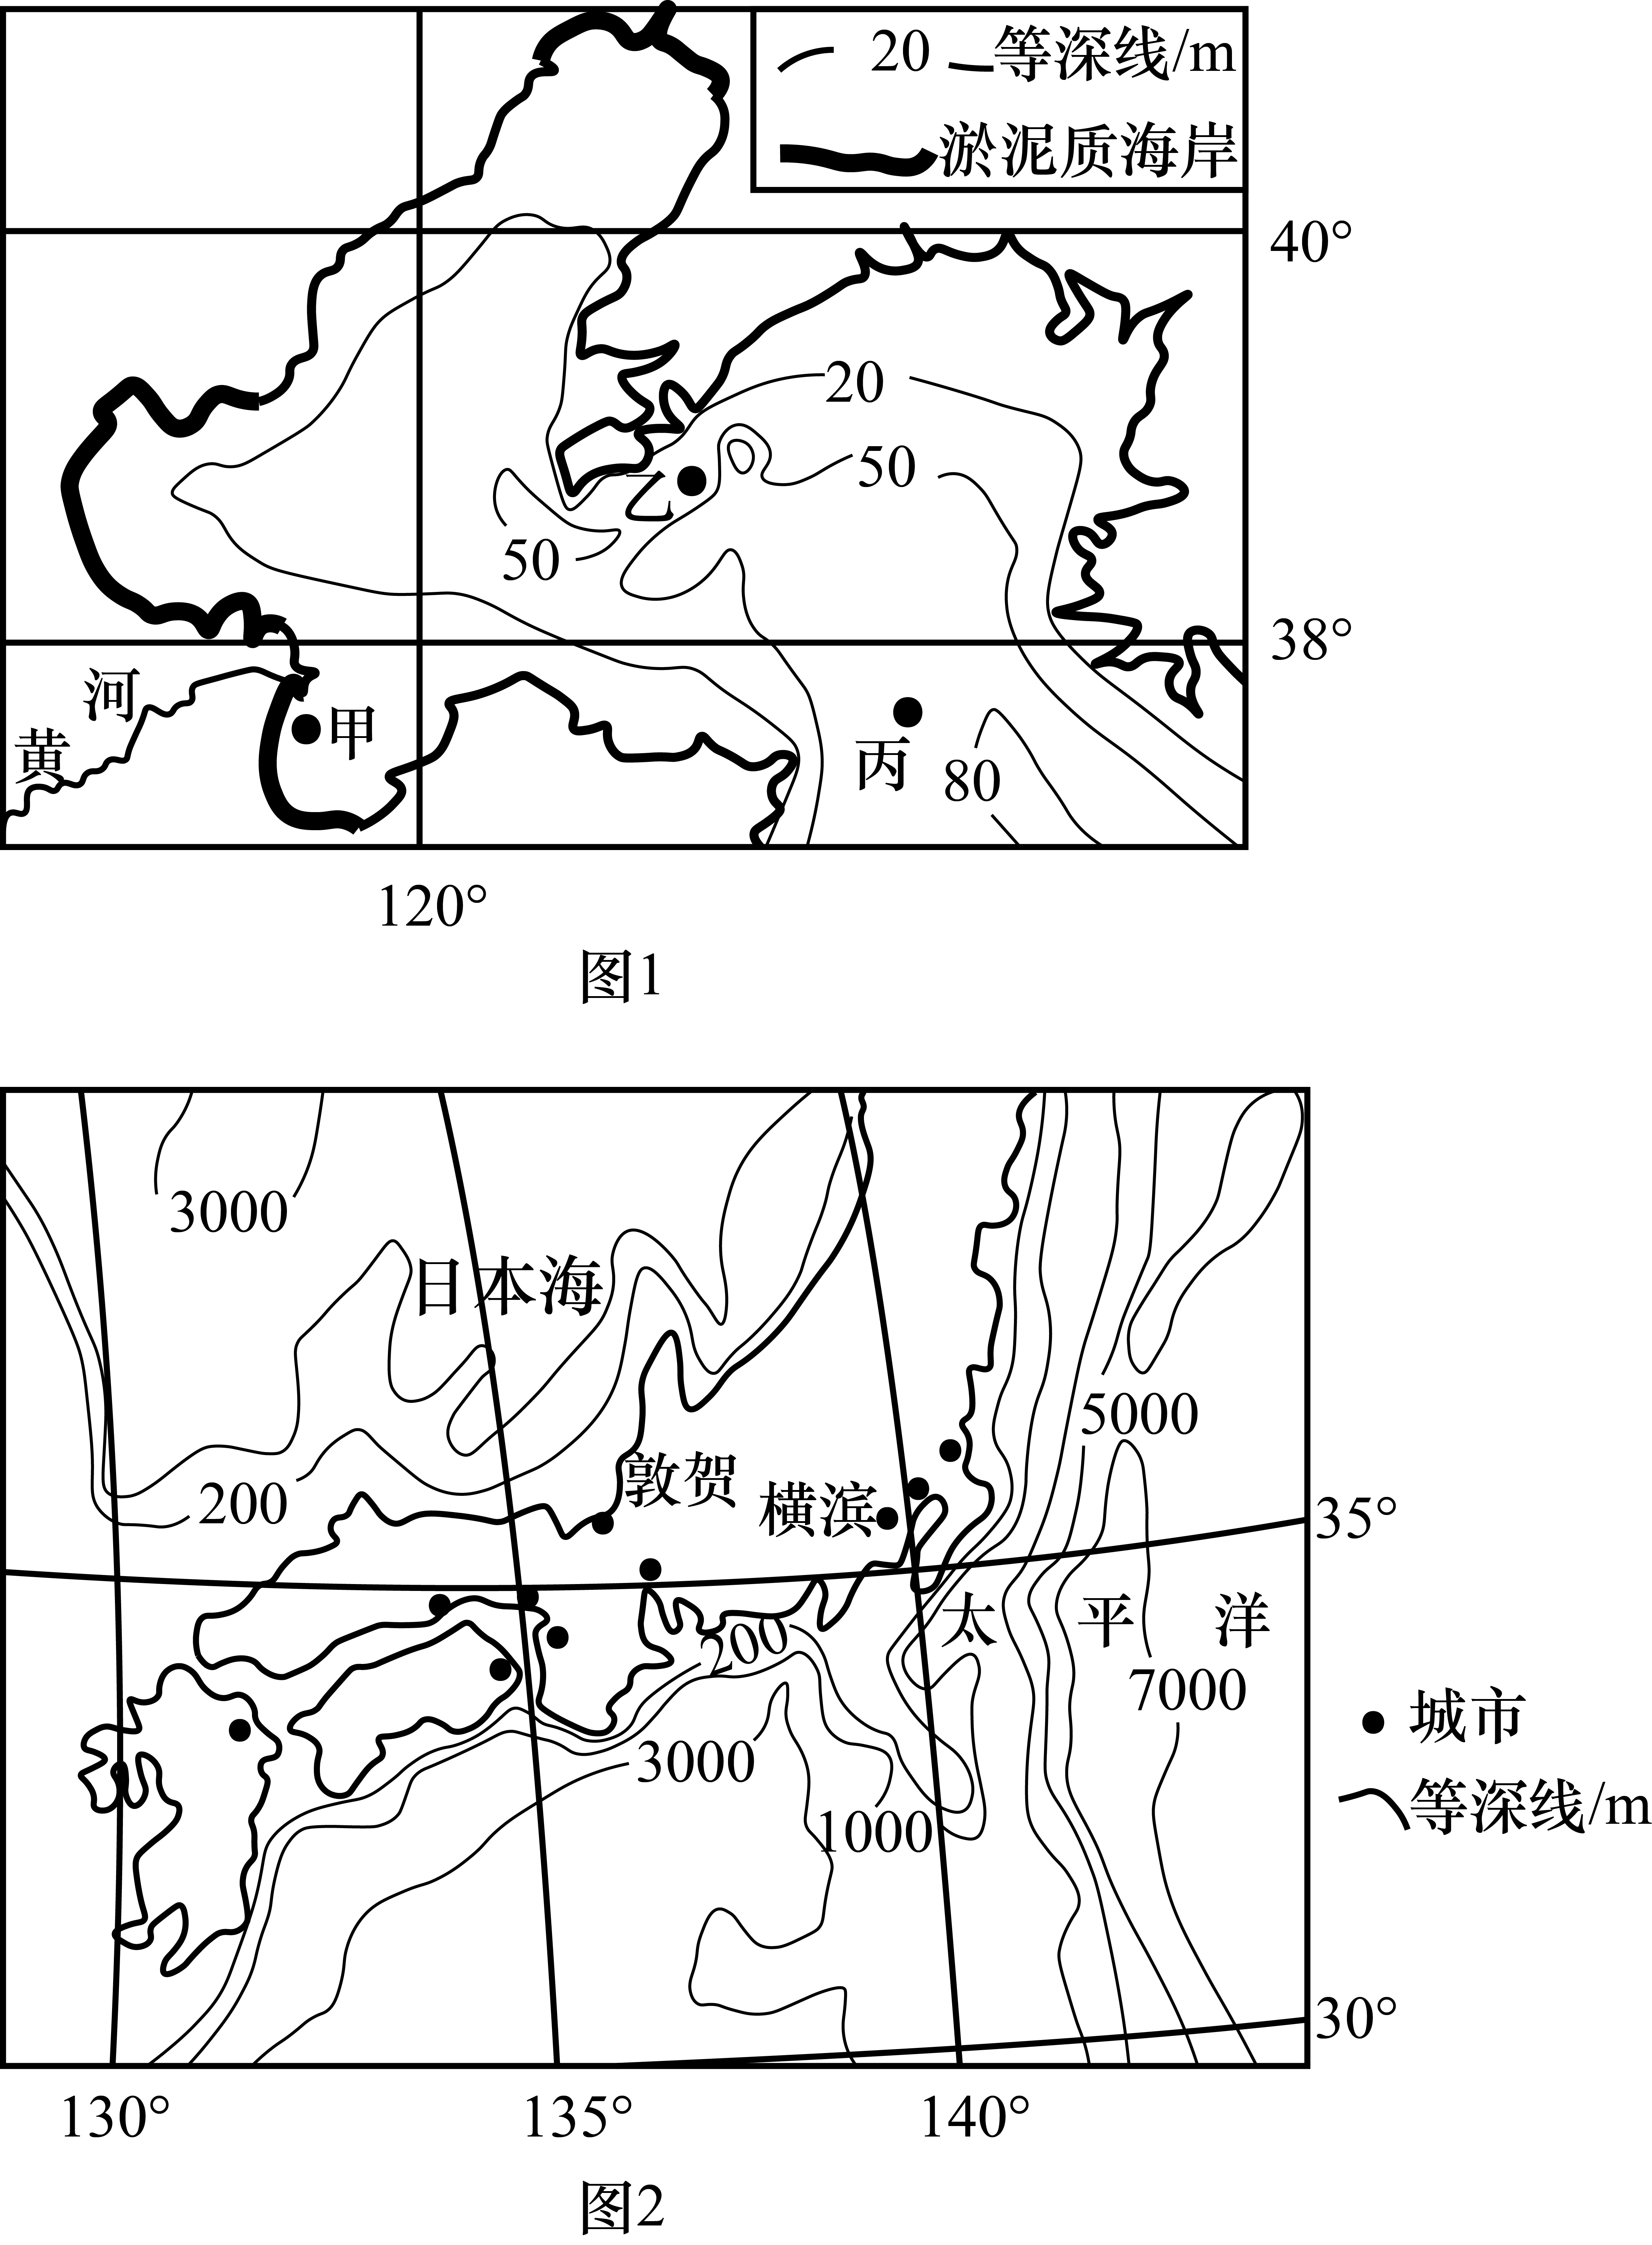 20 等深线/m
淤泥质海岸
40°
20
50
乙
50
38°
河
黄
甲
丙
80
120°
图1
3000
日本海
5000
敦贺
200
横滨
35°
太 平 洋
200
7000
城市
3000
等深线/m
1000
30°
130° 135° 140°
图2